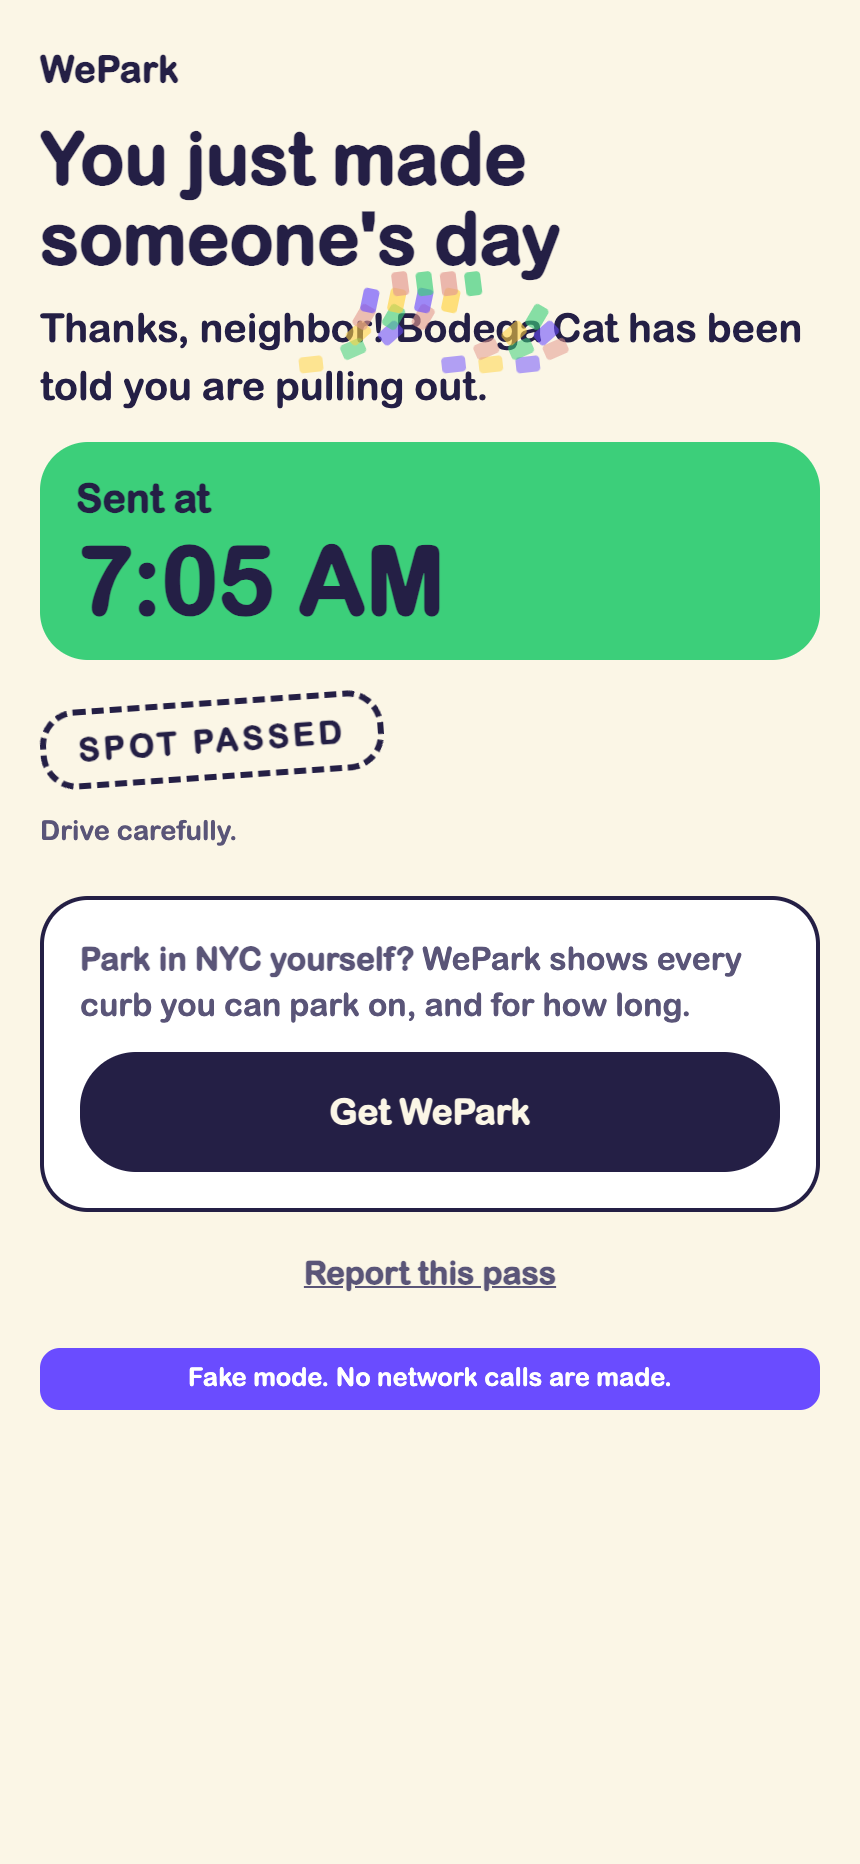 WePark
You just made
someone's day
Thanks, neighbor! Bodega Cat has been
told you are pulling out.
Sent at
7:05 AM
SPOT PASSED
Drive carefully.
Park in NYC yourself? WePark shows every
curb you can park on, and for how long.
Get WePark
Report this pass
Fake mode. No network calls are made.